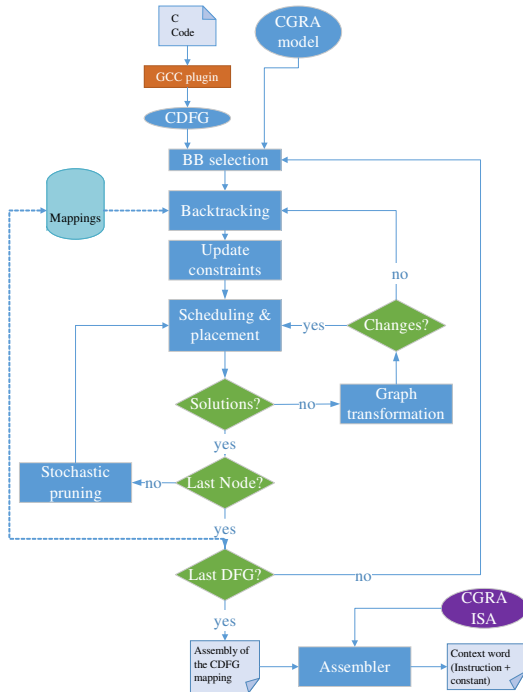 C
Code
CGRA
model
GCC plugin
CDFG
BB selection
Mappings
Backtracking
Update
constraints
no
Scheduling &
placement
yes
Changes?
Solutions?
no
Graph
transformation
yes
Stochastic
pruning
no
Last Node?
yes
Last DFG?
no
CGRA
ISA
yes
Assembly of
the CDFG
mapping
Assembler
Context word
(Instruction +
constant)